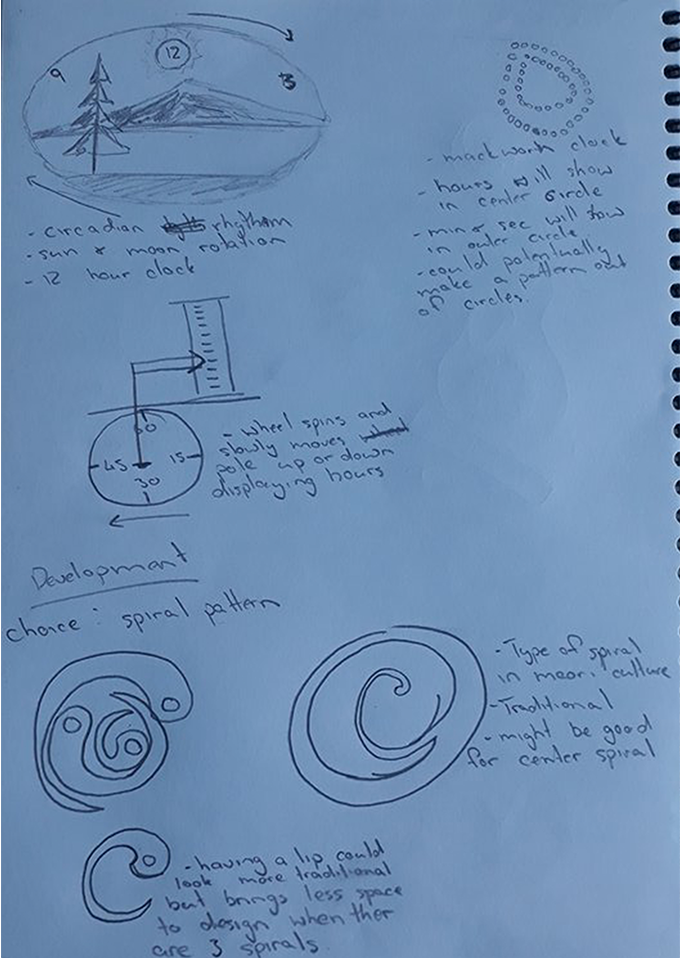 12
9
3
- circadian rhythm
- sun & moon rotation
- 12 hour clock
- mackworth clock
- hours will show
in center circle
- min & sec will show
in outer circle
- could potentially
make a pattern out
of circles.
60
45
15
30
- wheel spins and
slowly moves
pole up or down
displaying hours
Development
choice : spiral pattern
- Type of spiral
in maori culture
- Traditional
- might be good
for center spiral
- having a lip could
look more traditional
but brings less space
to design when ther
are 3 spirals.